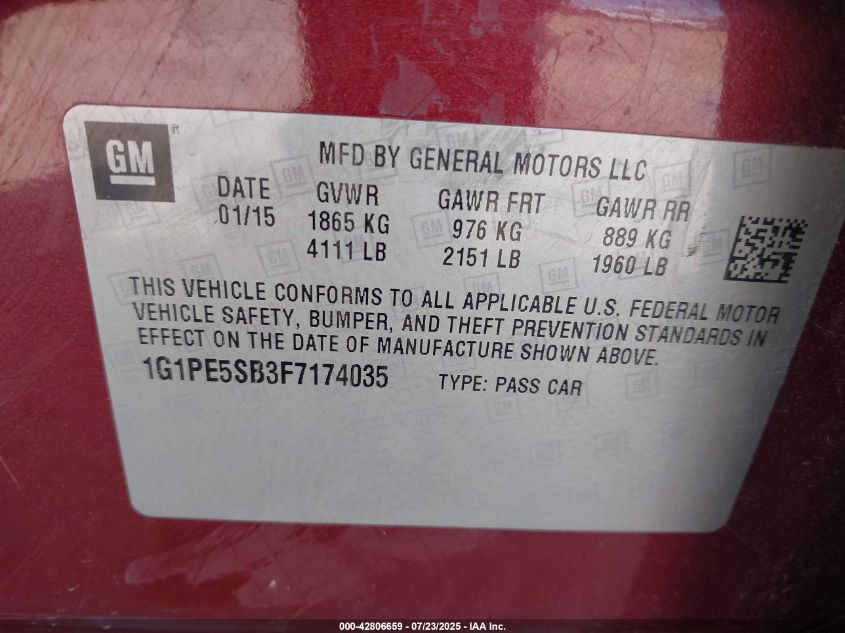 GM
MFD BY GENERAL MOTORS LLC
DATE GVWR GAWR FRT GAWR RR
01/15 1865 KG 976 KG 889 KG
4111 LB 2151 LB 1960 LB
THIS VEHICLE CONFORMS TO ALL APPLICABLE U.S. FEDERAL MOTOR
VEHICLE SAFETY, BUMPER, AND THEFT PREVENTION STANDARDS IN
EFFECT ON THE DATE OF MANUFACTURE SHOWN ABOVE.
1G1PE5SB3F7174035 TYPE: PASS CAR
000-42806659 - 07/23/2025 - IAA Inc.